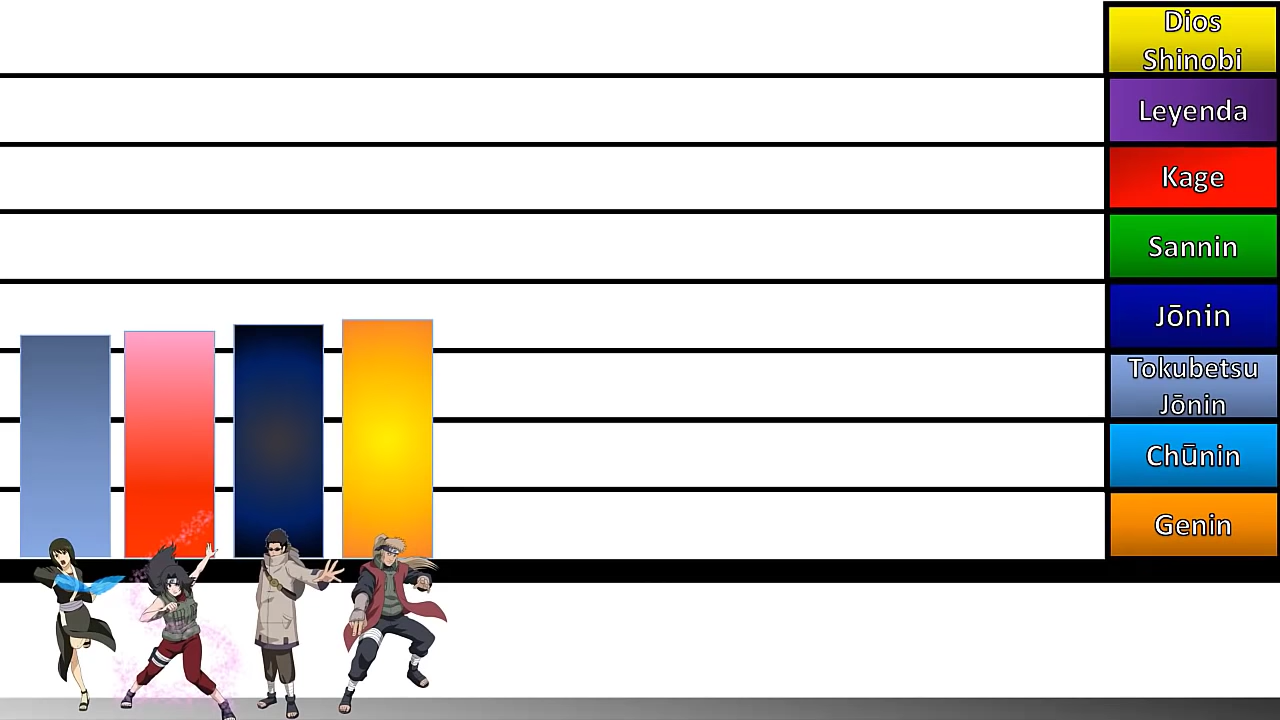 Dios
Shinobi
Leyenda
Kage
Sannin
Jōnin
Tokubetsu
Jōnin
Chūnin
Genin